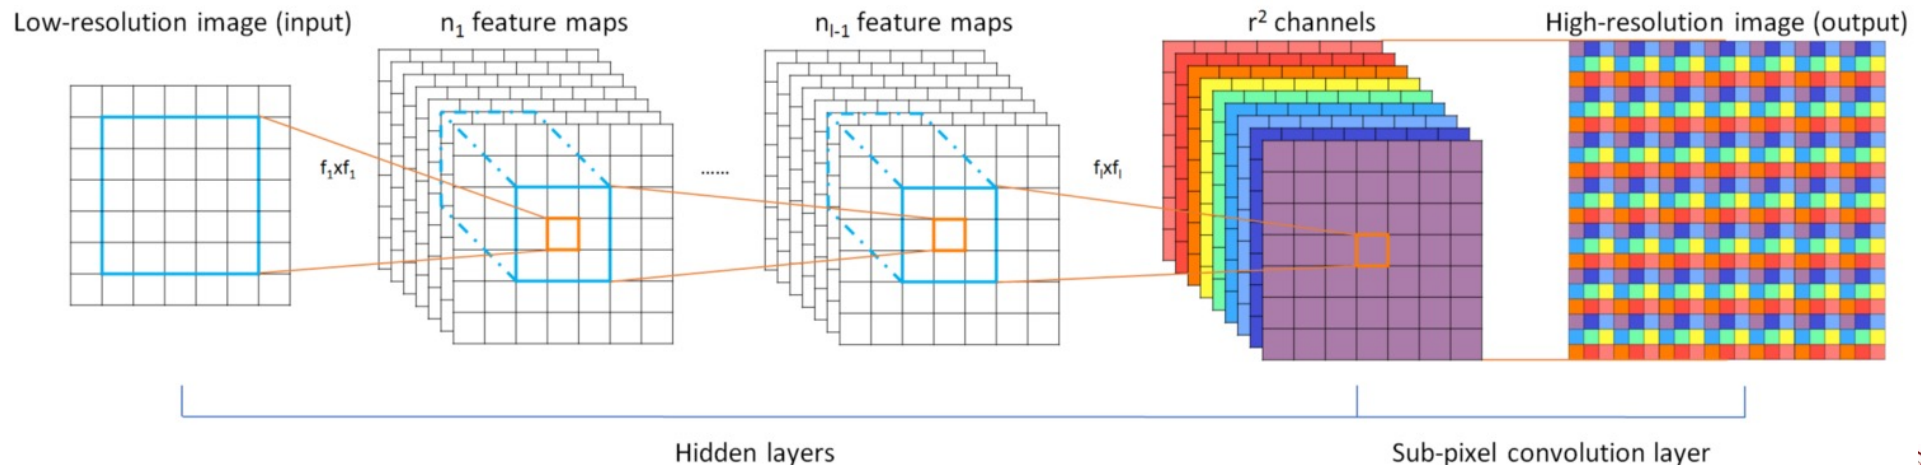 Low-resolution image (input)
n₁ feature maps
nₗ₋₁ feature maps
r² channels
High-resolution image (output)
f₁xf₁
......
fₗxfₗ
Hidden layers
Sub-pixel convolution layer